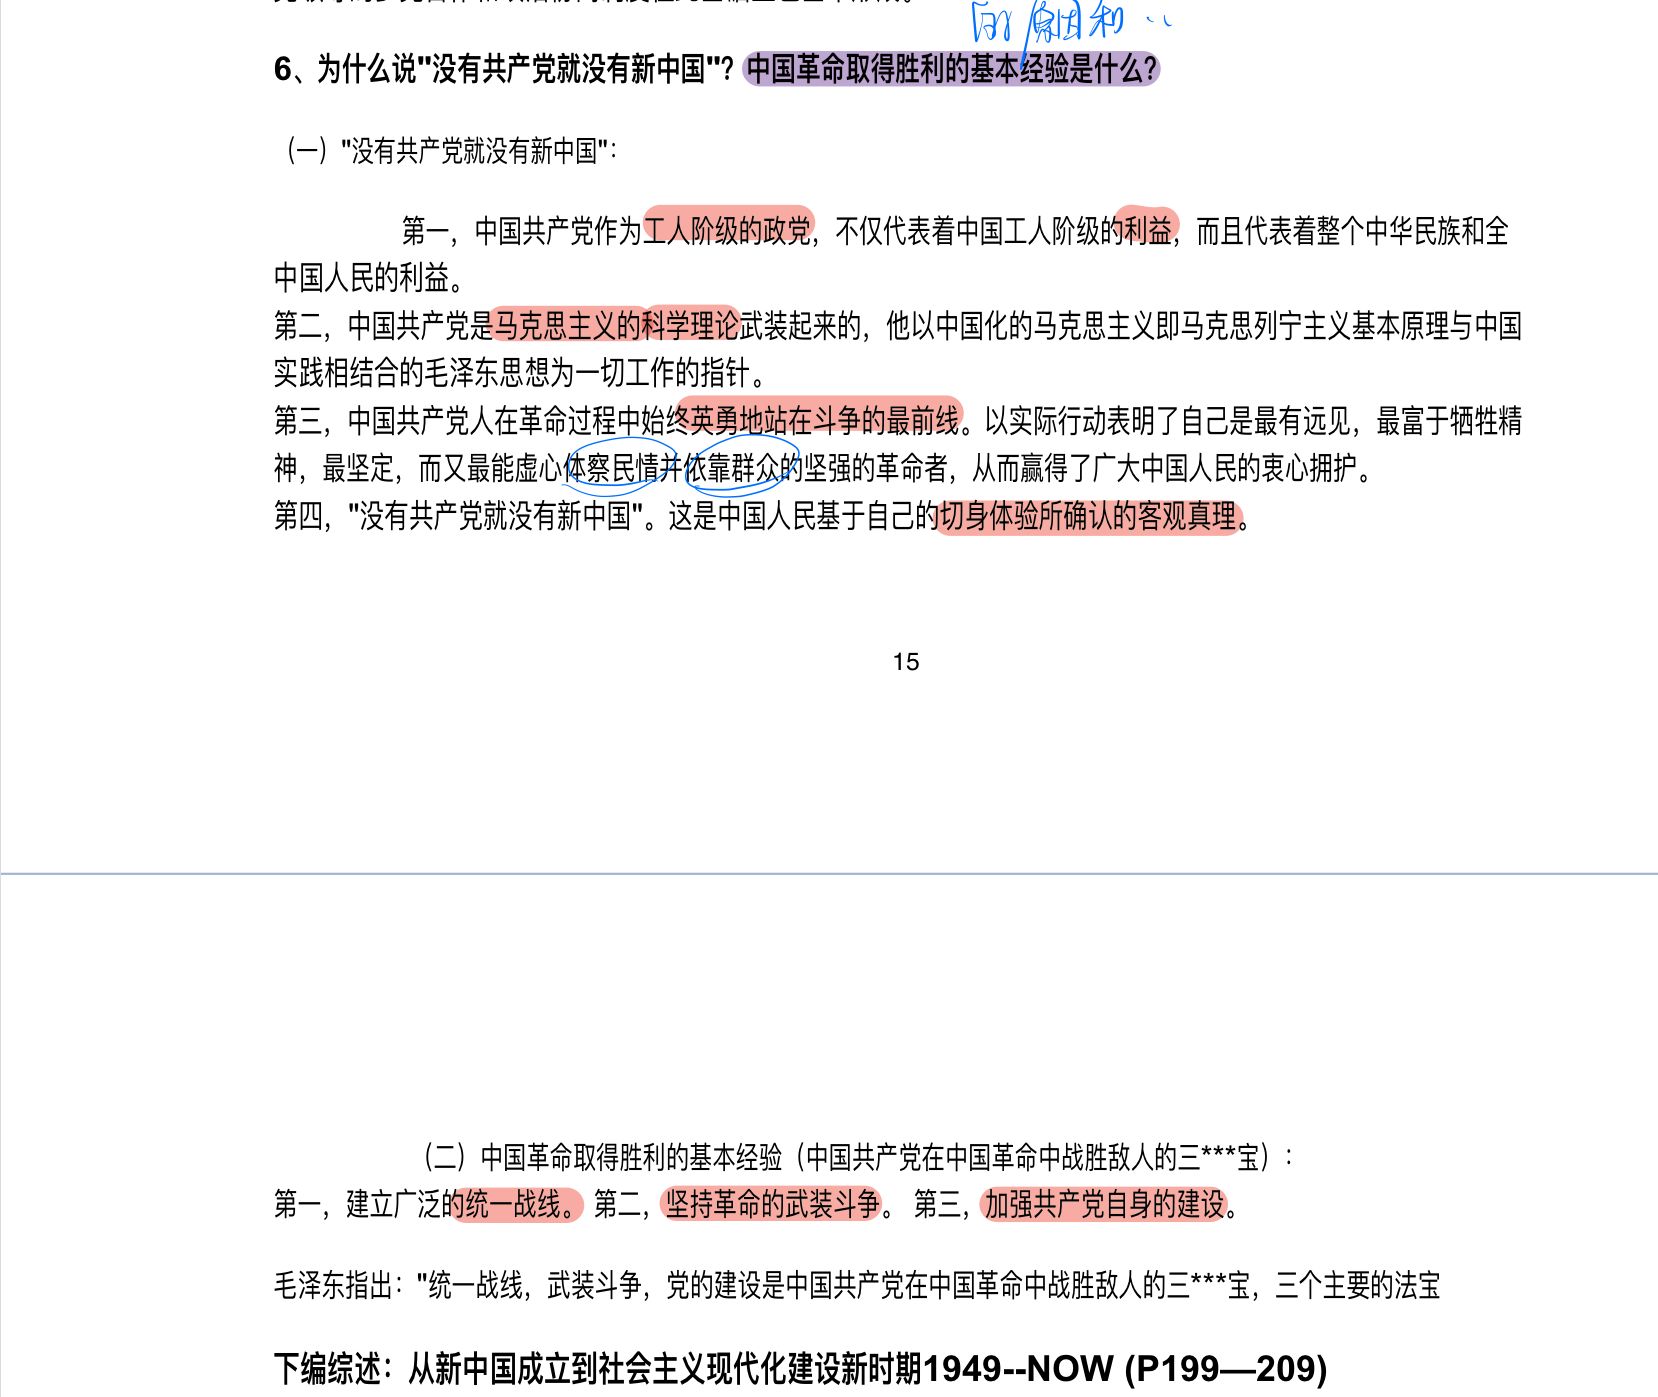 的原因和
6、为什么说"没有共产党就没有新中国"？中国革命取得胜利的基本经验是什么？
（一）"没有共产党就没有新中国"：
第一，中国共产党作为工人阶级的政党，不仅代表着中国工人阶级的利益，而且代表着整个中华民族和全
中国人民的利益。
第二，中国共产党是马克思主义的科学理论武装起来的，他以中国化的马克思主义即马克思列宁主义基本原理与中国
实践相结合的毛泽东思想为一切工作的指针。
第三，中国共产党人在革命过程中始终英勇地站在斗争的最前线。以实际行动表明了自己是最有远见，最富于牺牲精
神，最坚定，而又最能虚心体察民情并依靠群众的坚强的革命者，从而赢得了广大中国人民的衷心拥护。
第四，"没有共产党就没有新中国"。这是中国人民基于自己的切身体验所确认的客观真理。
15
（二）中国革命取得胜利的基本经验（中国共产党在中国革命中战胜敌人的三***宝）：
第一，建立广泛的统一战线。第二，坚持革命的武装斗争。 第三，加强共产党自身的建设。
毛泽东指出："统一战线，武装斗争，党的建设是中国共产党在中国革命中战胜敌人的三***宝，三个主要的法宝
下编综述：从新中国成立到社会主义现代化建设新时期1949--NOW (P199—209)